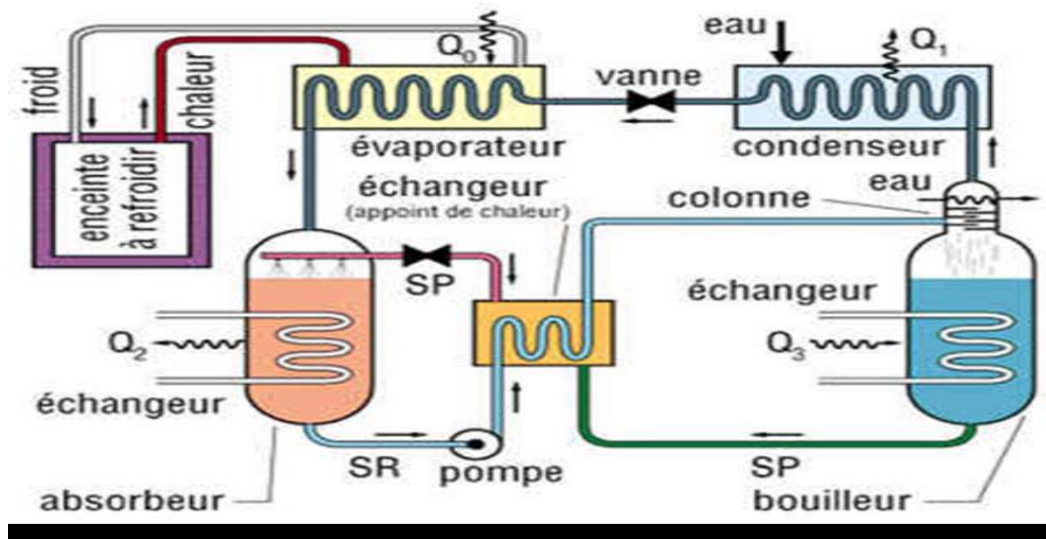 froid
chaleur
enceinte
à refroidir
Q₀
évaporateur
vanne
eau
Q₁
condenseur
échangeur
(appoint de chaleur)
colonne
eau
SP
échangeur
Q₂
Q₃
échangeur
SR
pompe
SP
absorbeur
bouilleur